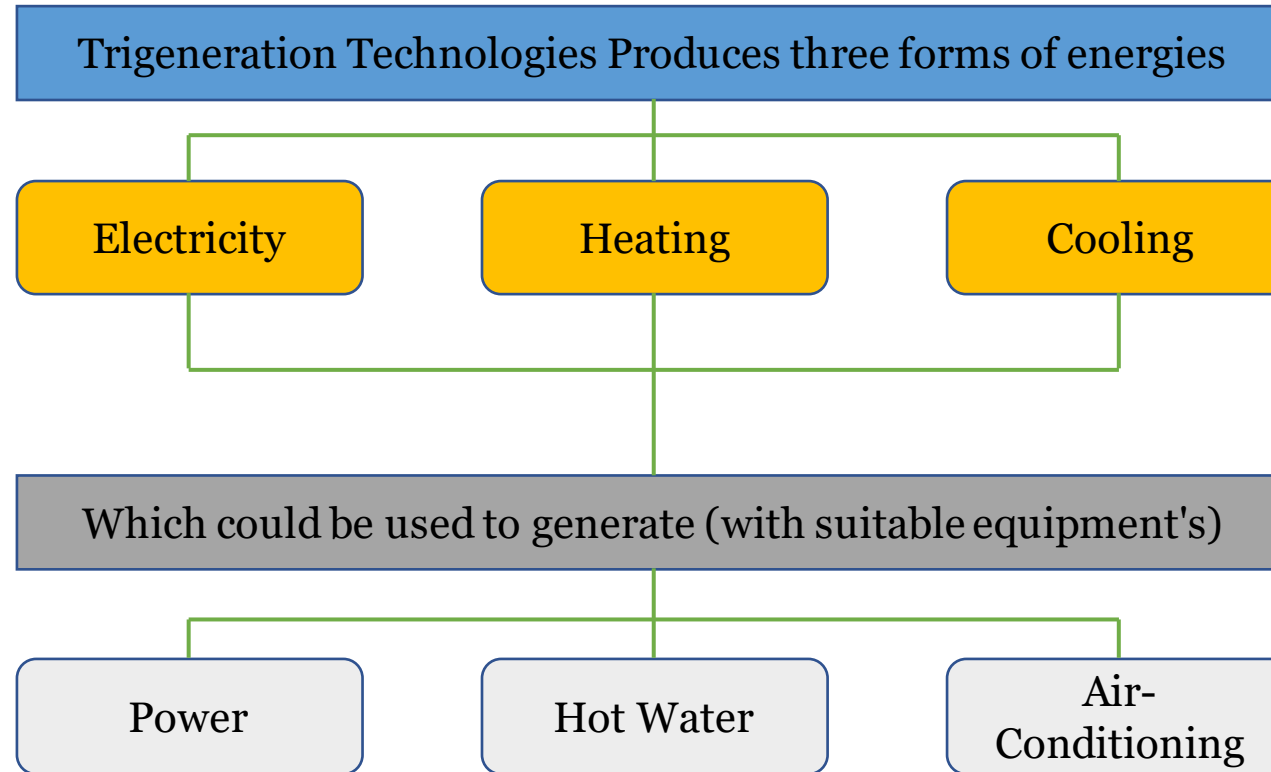 Trigeneration Technologies Produces three forms of energies
Electricity
Heating
Cooling
Which could be used to generate (with suitable equipment's)
Power
Hot Water
Air-
Conditioning